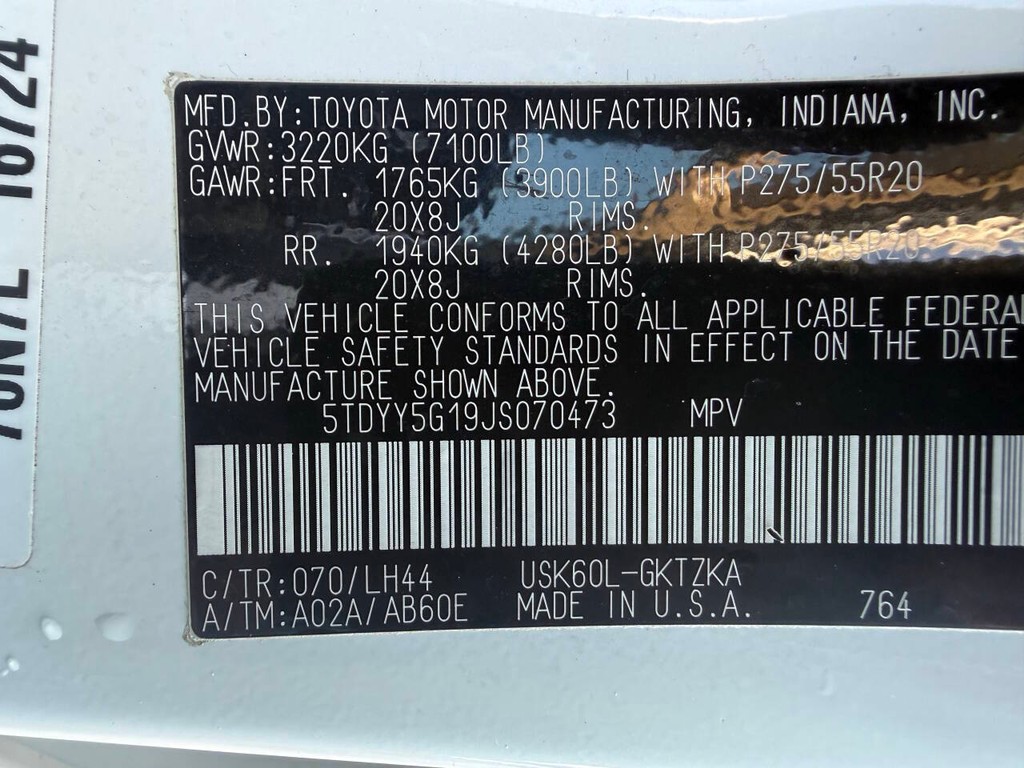 MFD.BY:TOYOTA MOTOR MANUFACTURING, INDIANA, INC.
GVWR:3220KG (7100LB)
GAWR:FRT. 1765KG (3900LB) WITH P275/55R20
20X8J RIMS.
RR. 1940KG (4280LB) WITH P275/55R20
20X8J RIMS.
THIS VEHICLE CONFORMS TO ALL APPLICABLE FEDERAL
VEHICLE SAFETY STANDARDS IN EFFECT ON THE DATE
MANUFACTURE SHOWN ABOVE.
5TDYY5G19JS070473 MPV
C/TR:070/LH44 USK60L-GKTZKA
A/TM:A02A/AB60E MADE IN U.S.A. 764